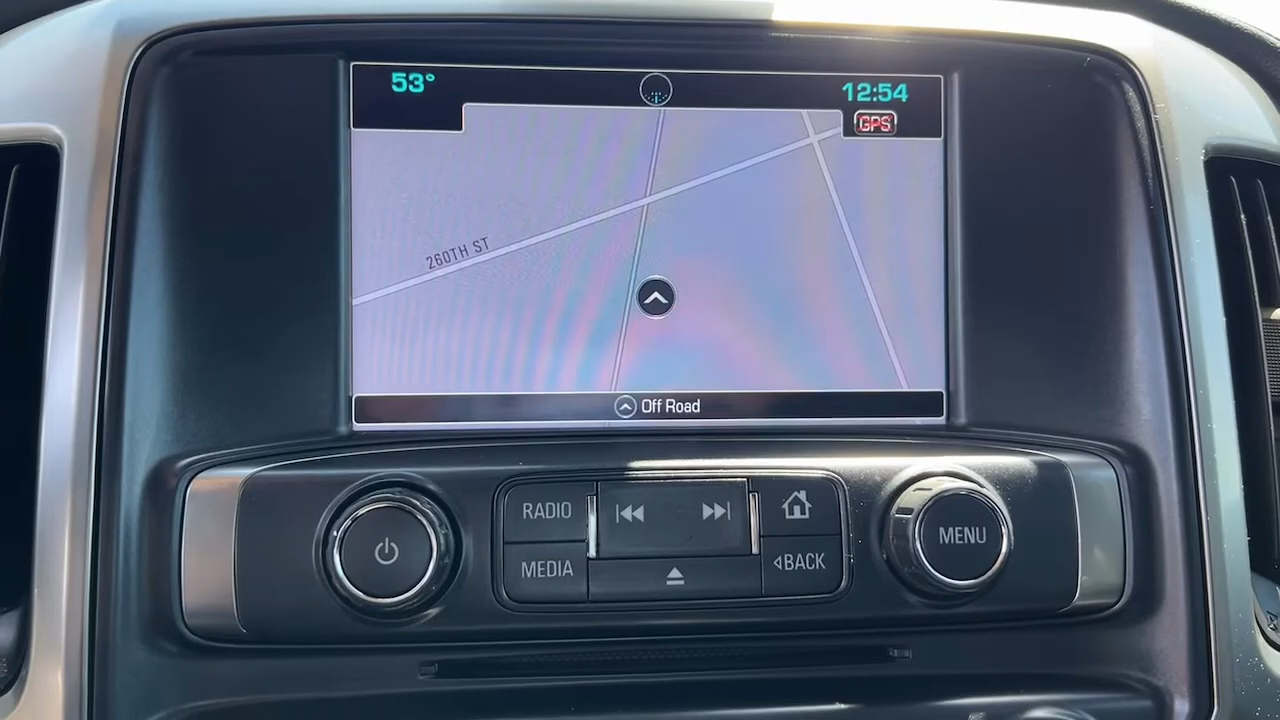 53°
12:54
GPS
260TH ST
Off Road
RADIO
MEDIA
BACK
MENU